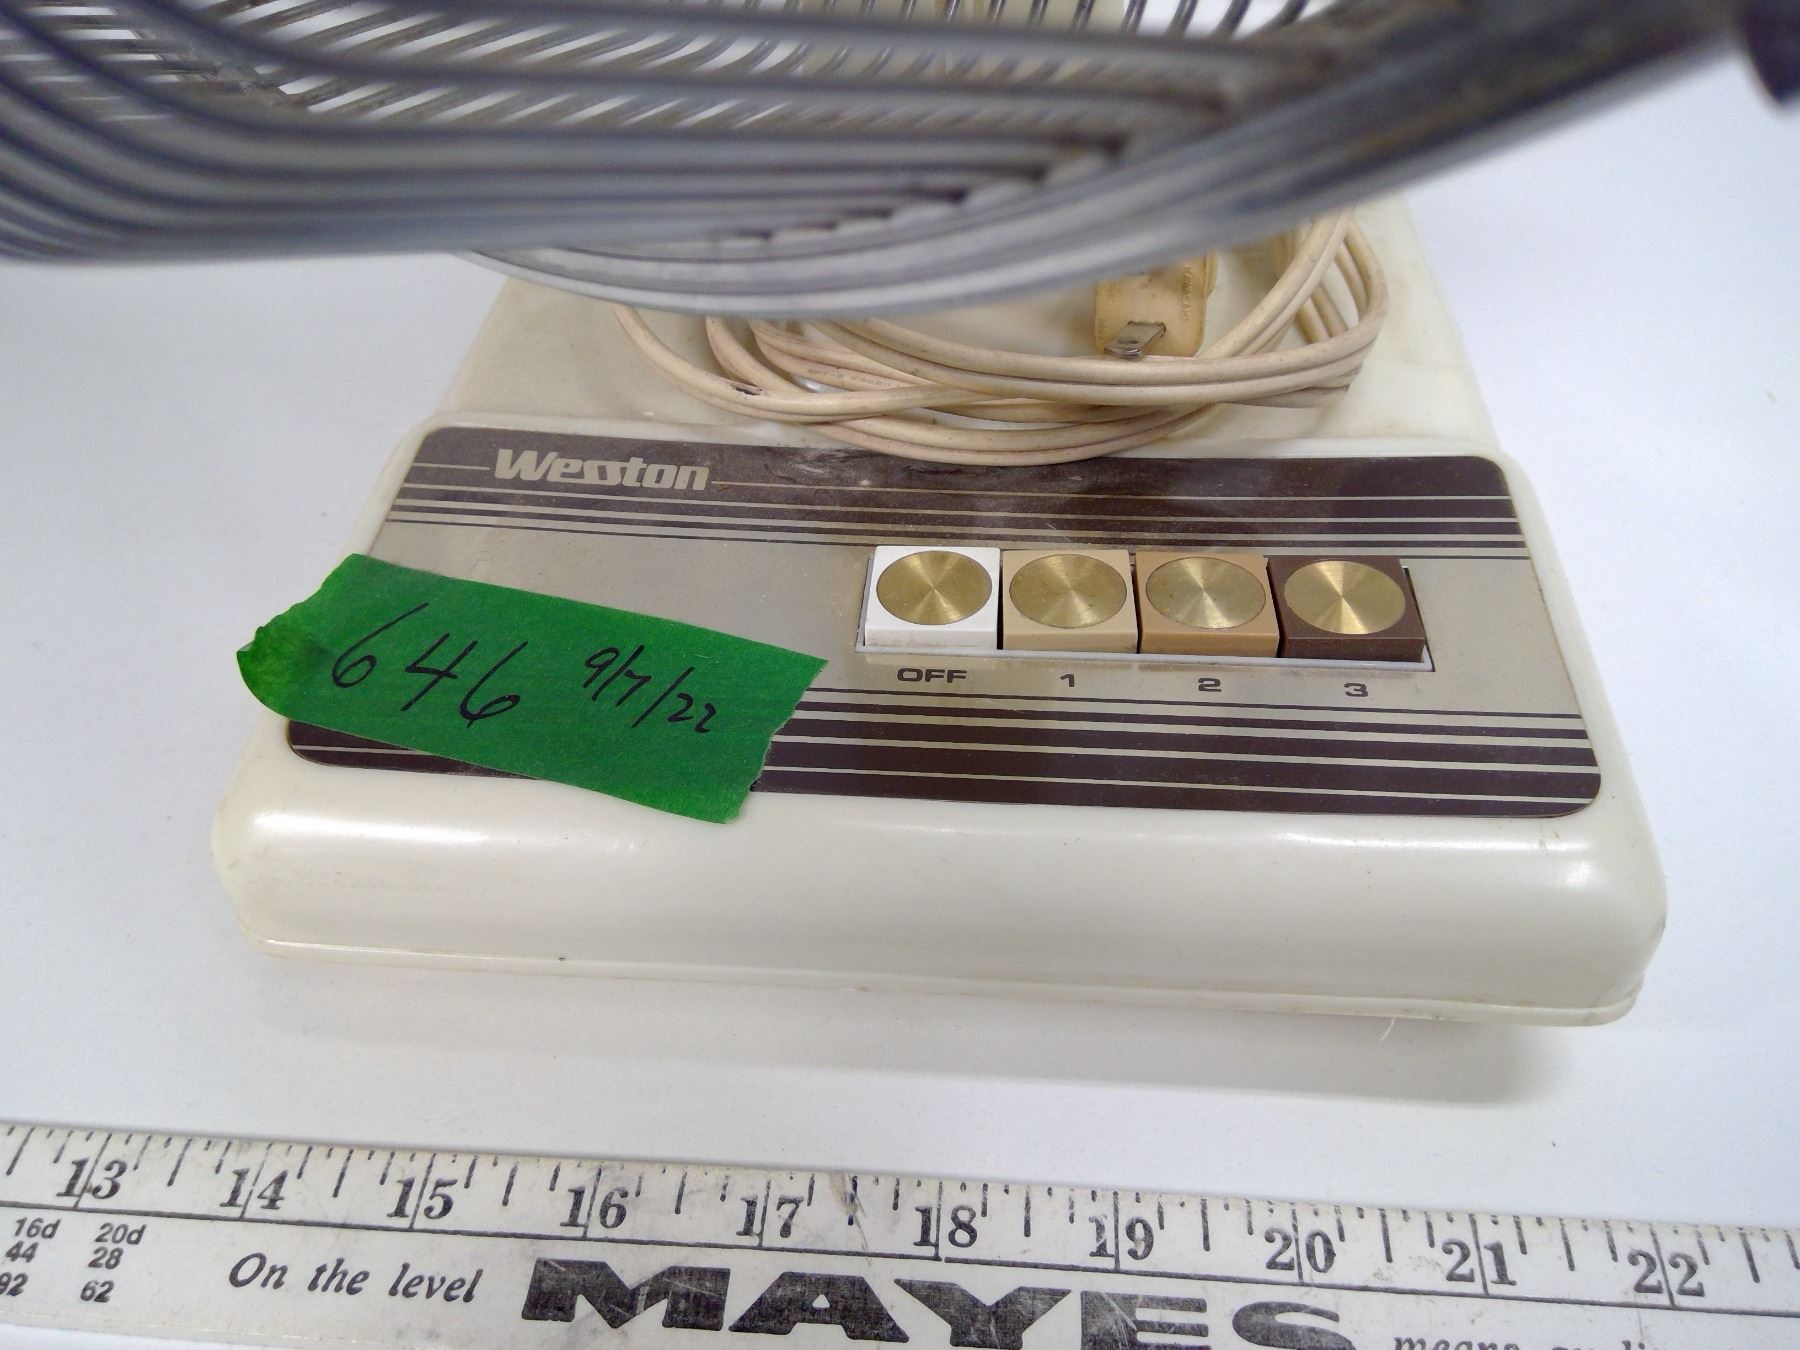 Wesston
646 9/7/22
OFF 1 2 3
13 14 15 16 17 18 19 20 21 22
16d 20d
44 28
92 62
On the level MAYES means